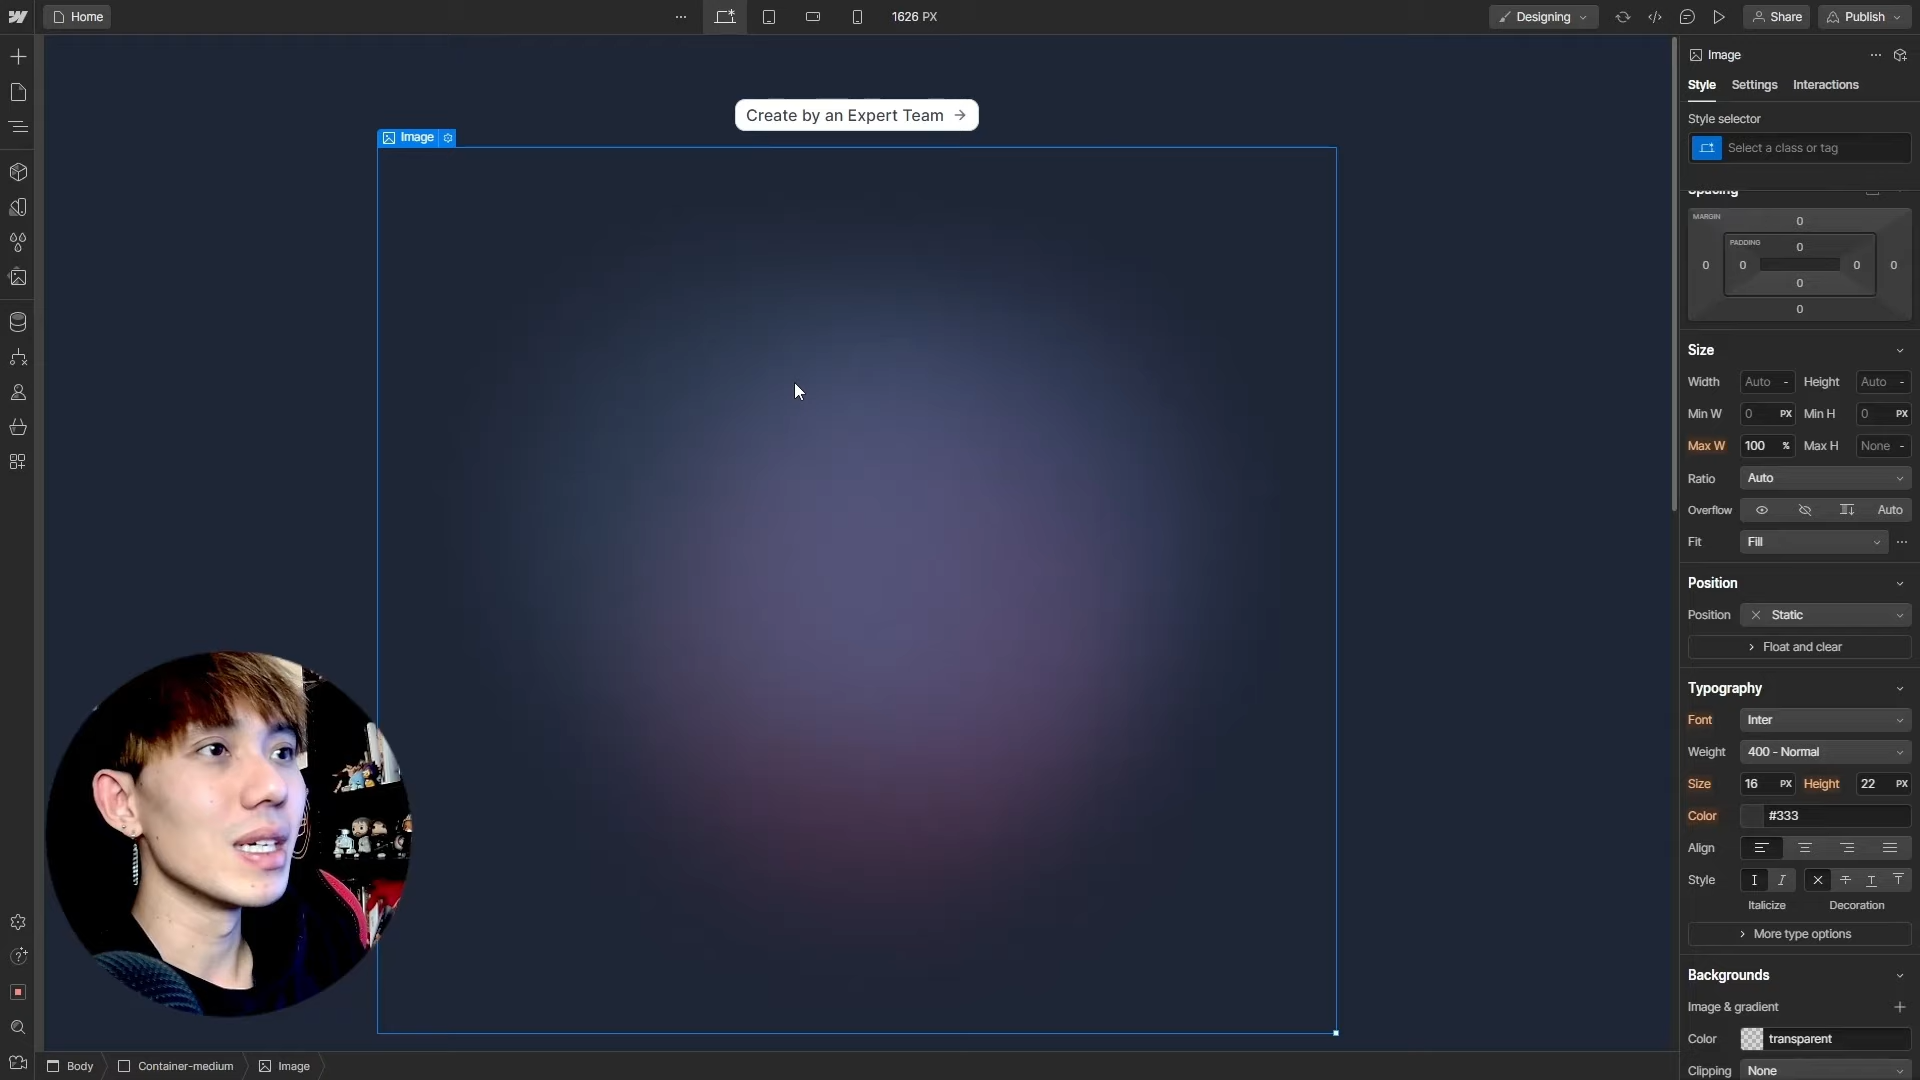 Home
1626 PX
Designing
Share
Publish
Create by an Expert Team →
Image
Image
Style Settings Interactions
Style selector
Select a class or tag
Spacing
MARGIN
0
PADDING
0
0 0 0 0
0
0
Size
Width Auto - Height Auto -
Min W 0 PX Min H 0 PX
Max W 100 % Max H None -
Ratio Auto
Overflow Auto
Fit Fill
Position
Position Static
Float and clear
Typography
Font Inter
Weight 400 - Normal
Size 16 PX Height 22 PX
Color #333
Align
Style
Italicize Decoration
More type options
Backgrounds
Image & gradient
Color transparent
Clipping None
Body Container-medium Image